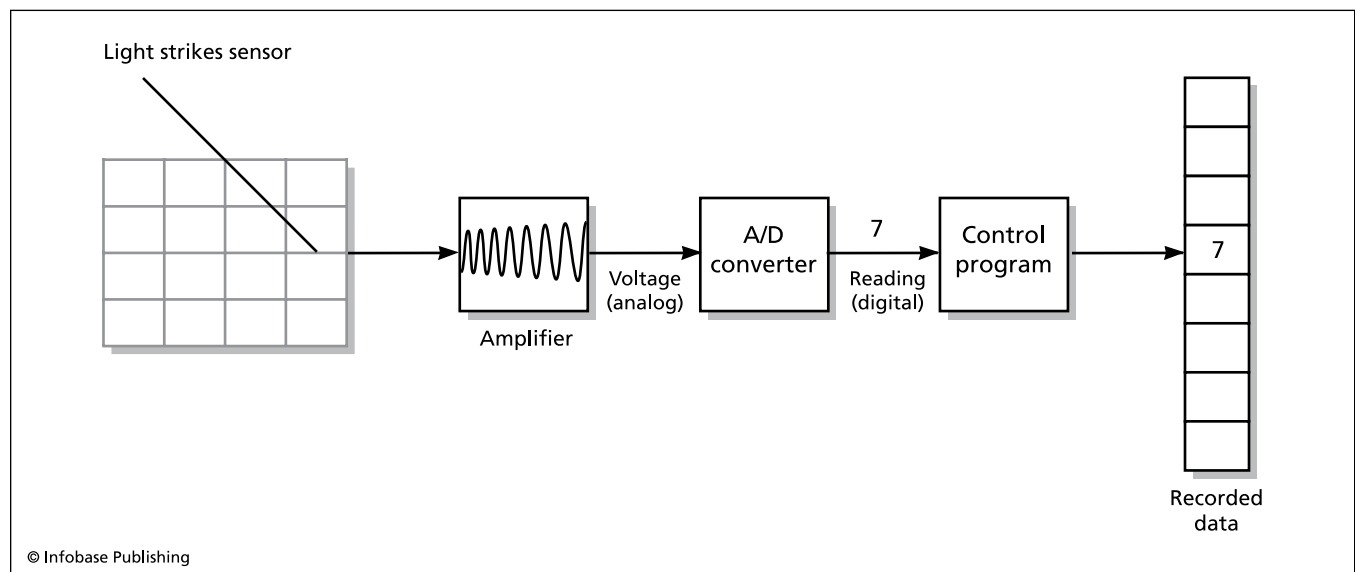 Light strikes sensor
Amplifier
Voltage
(analog)
A/D
converter
7
Reading
(digital)
Control
program
7
Recorded
data
© Infobase Publishing